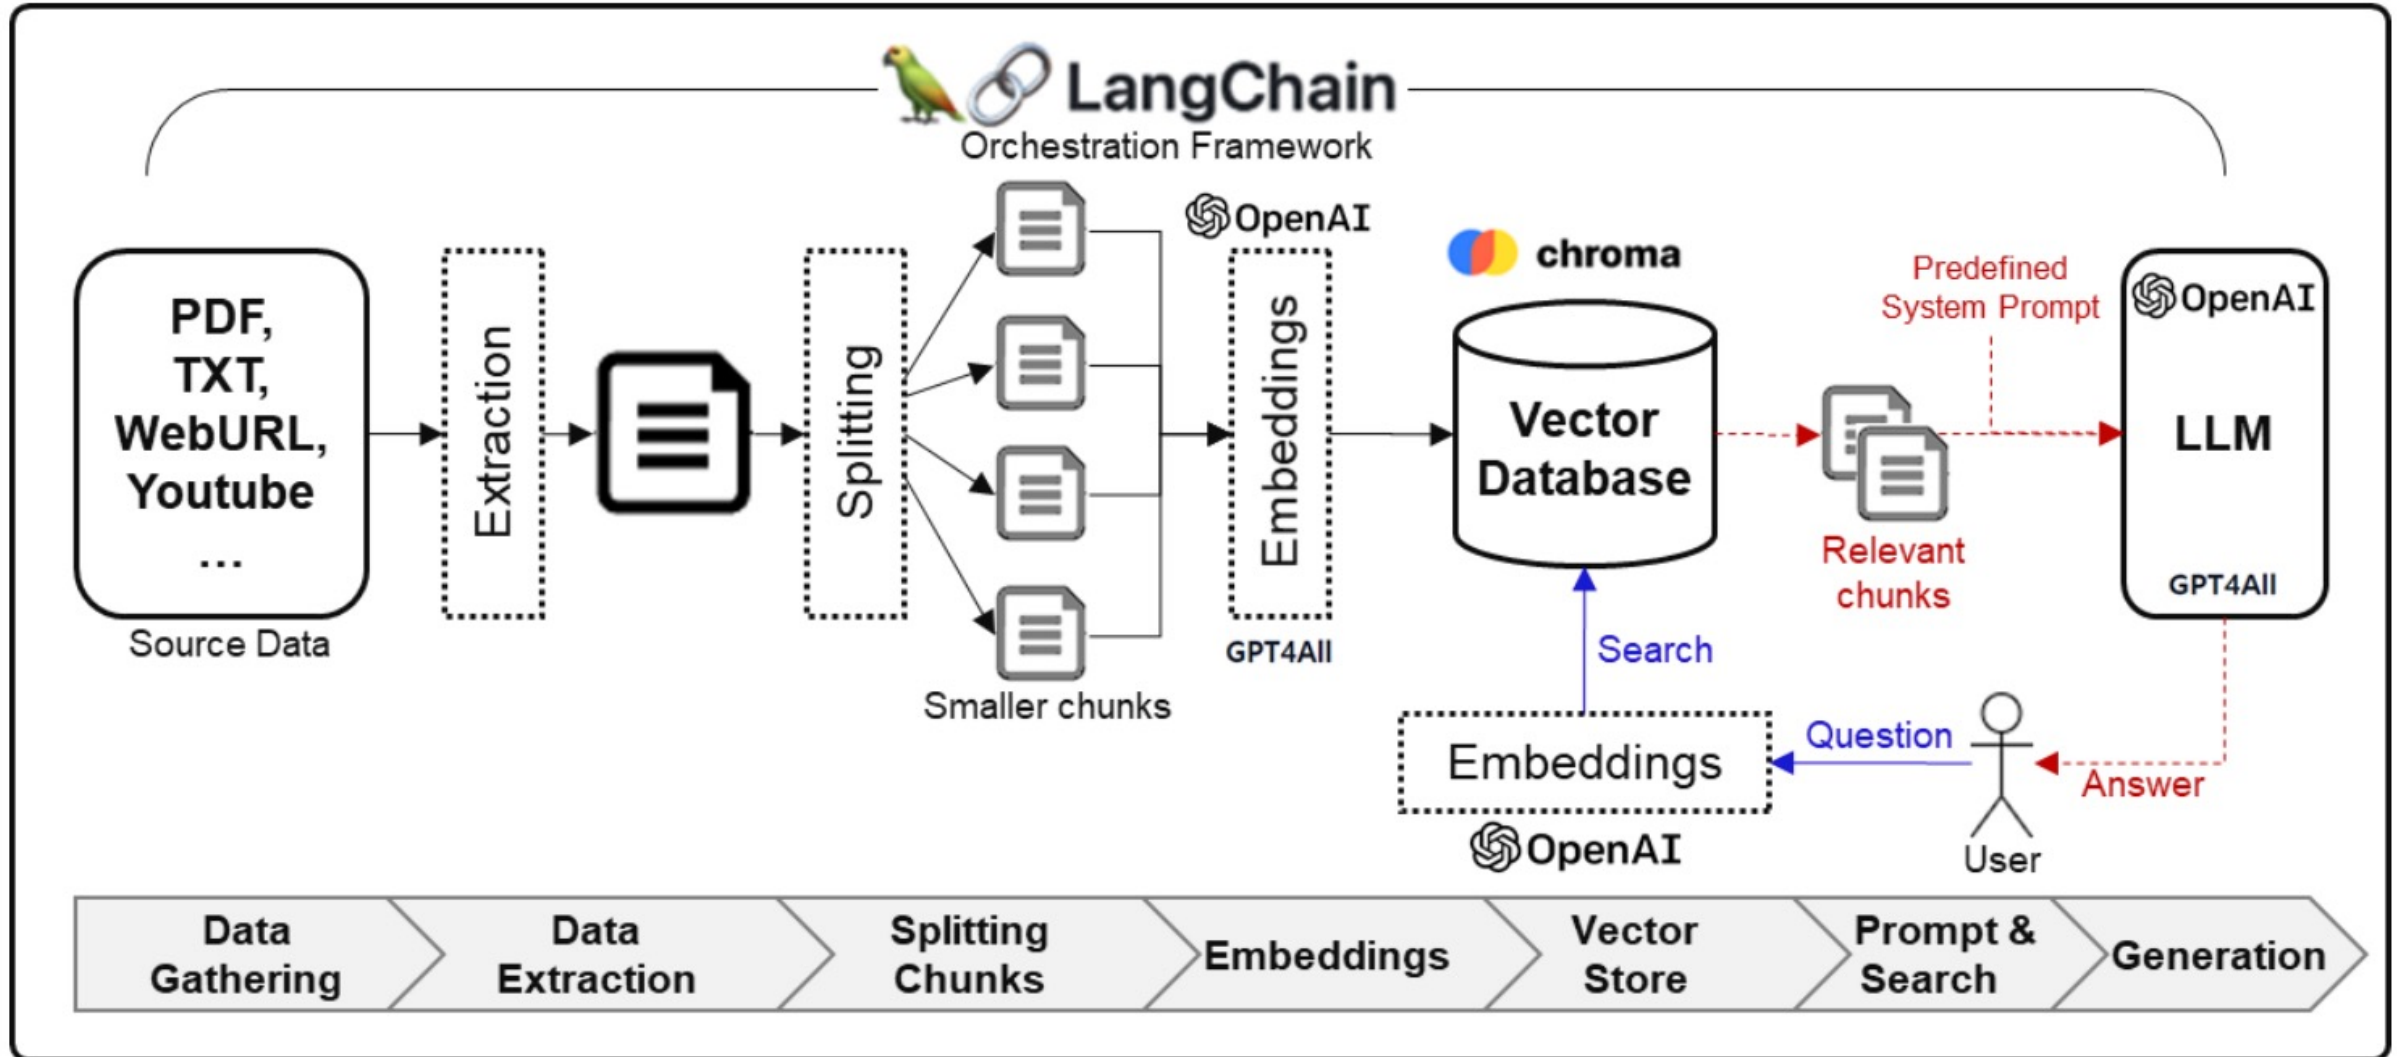 LangChain
Orchestration Framework
PDF,
TXT,
WebURL,
Youtube
...
Source Data
Extraction
Splitting
Smaller chunks
OpenAI
Embeddings
GPT4All
chroma
Vector
Database
Predefined
System Prompt
Relevant
chunks
OpenAI
LLM
GPT4All
Search
Embeddings
OpenAI
Question
User
Answer
Data
Gathering
Data
Extraction
Splitting
Chunks
Embeddings
Vector
Store
Prompt &
Search
Generation